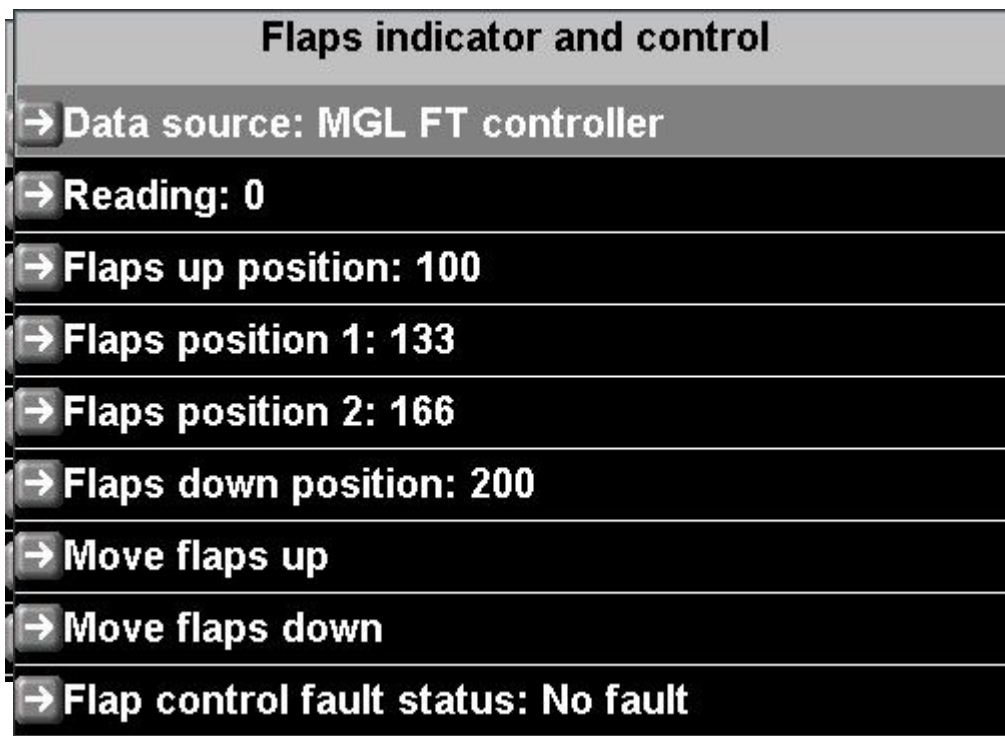 Flaps indicator and control
Data source: MGL FT controller
Reading: 0
Flaps up position: 100
Flaps position 1: 133
Flaps position 2: 166
Flaps down position: 200
Move flaps up
Move flaps down
Flap control fault status: No fault